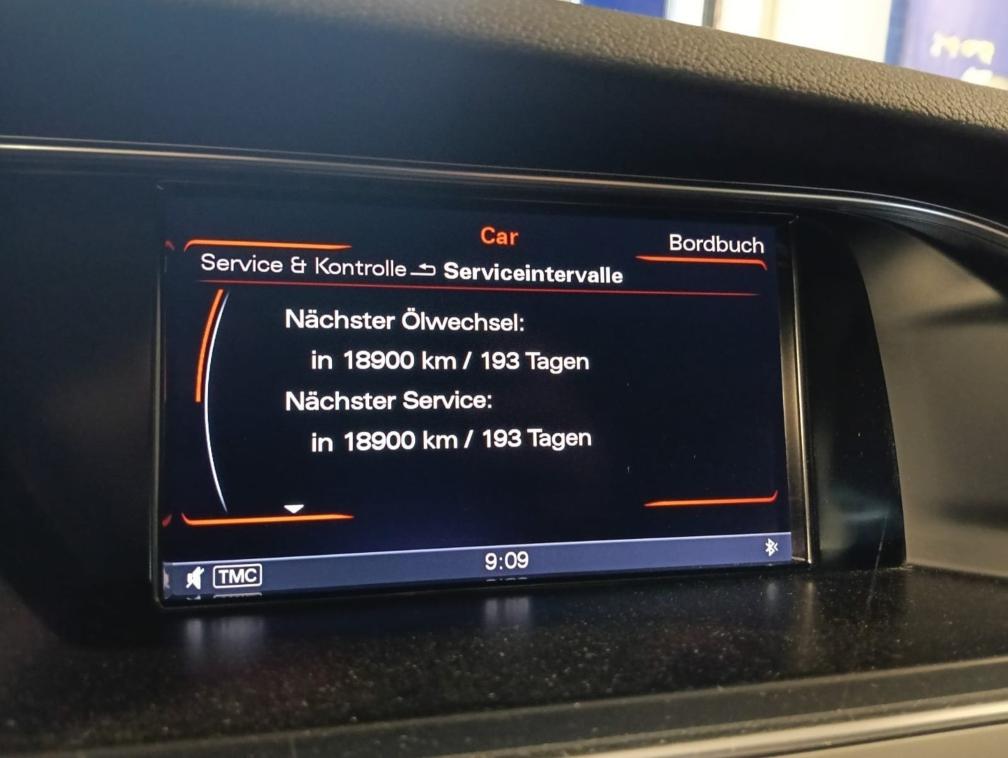 Car
Bordbuch
Service & Kontrolle Serviceintervalle
Nächster Ölwechsel:
in 18900 km / 193 Tagen
Nächster Service:
in 18900 km / 193 Tagen
TMC
9:09